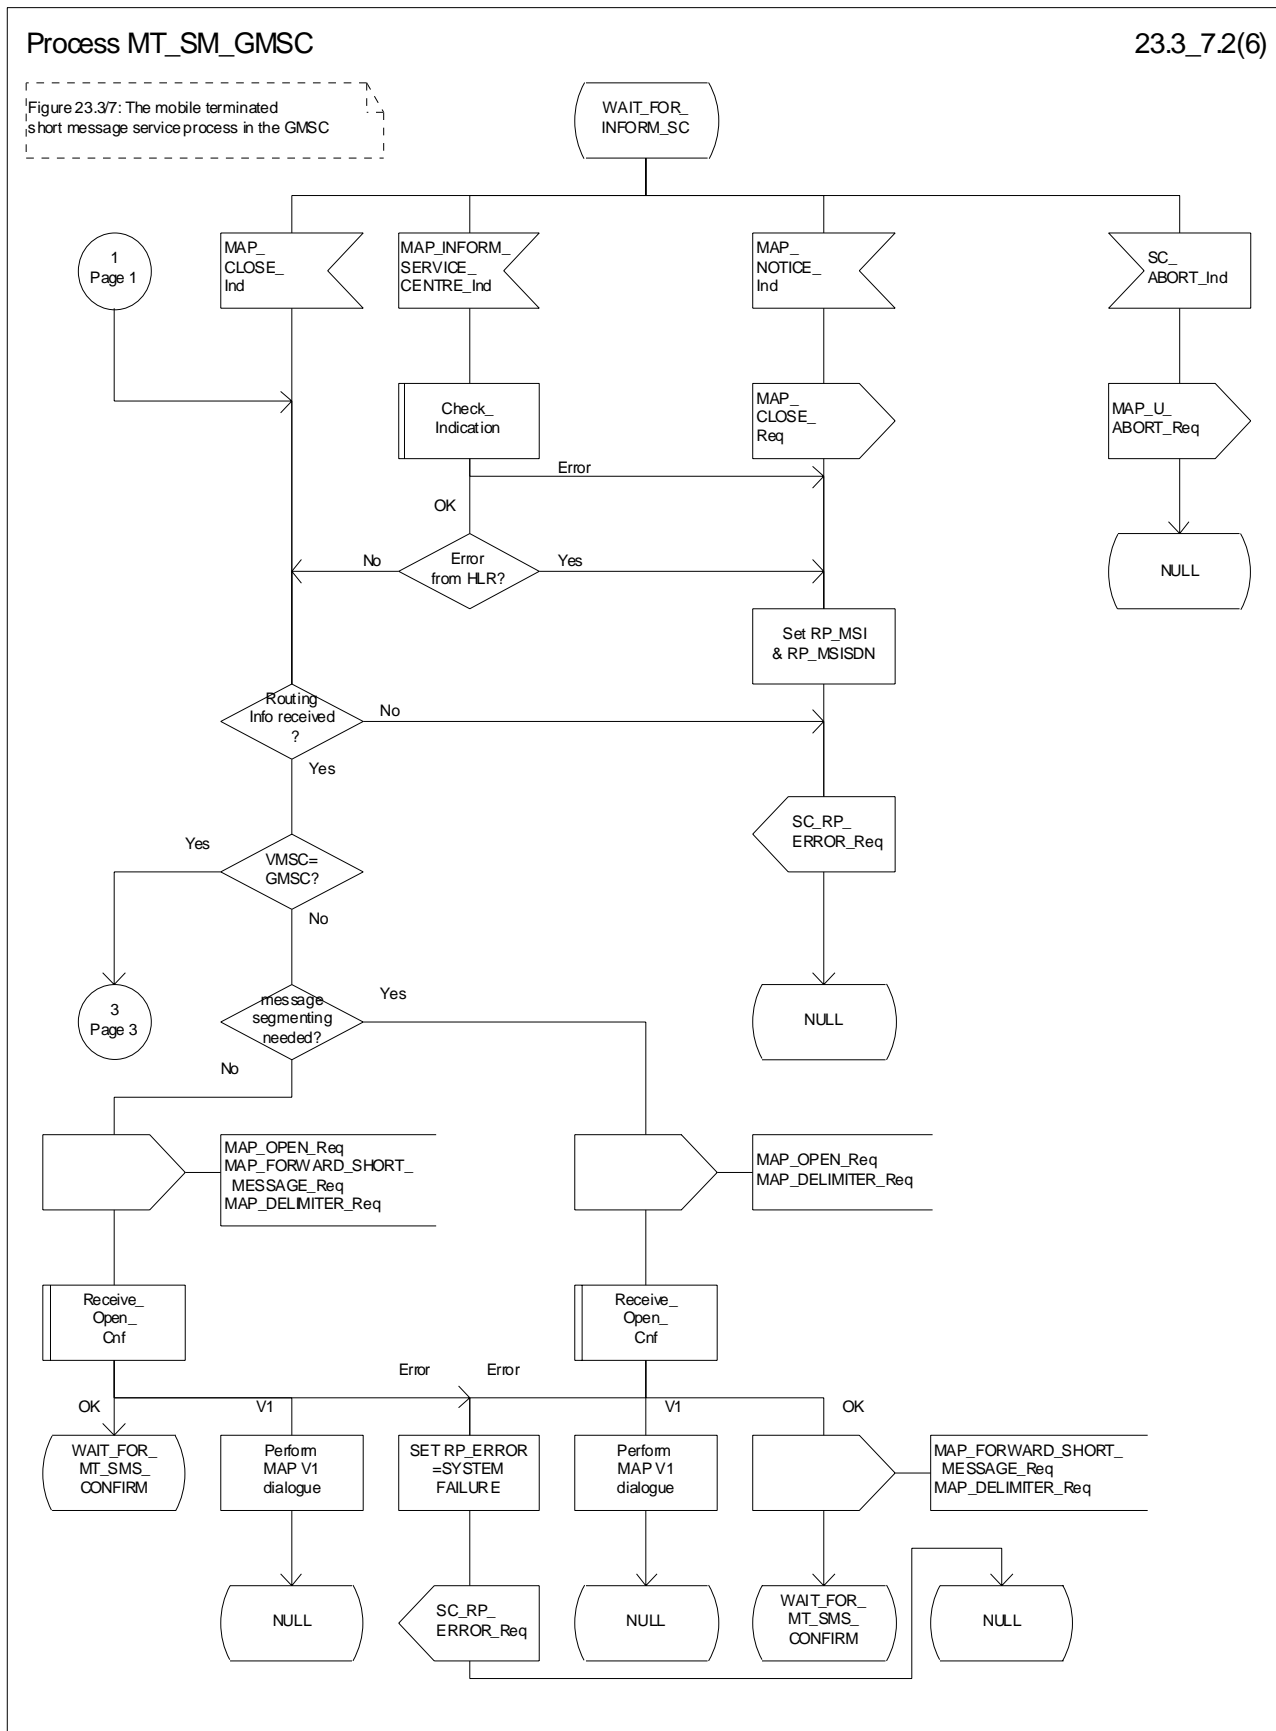 Process MT_SM_GMSC
23.3_7.2(6)
Figure 23.3/7: The mobile terminated
short message service process in the GMSC
WAIT_FOR_
INFORM_SC
1
Page 1
MAP_
CLOSE_
Ind
MAP_INFORM_
SERVICE_
CENTRE_Ind
MAP_
NOTICE_
Ind
SC_
ABORT_Ind
Check_
Indication
MAP_
CLOSE_
Req
MAP_U_
ABORT_Req
Error
OK
No
Error
from HLR?
Yes
NULL
Set RP_MSI
& RP_MSISDN
Routing
Info received
?
No
Yes
SC_RP_
ERROR_Req
Yes
VMSC=
GMSC?
No
3
Page 3
message
segmenting
needed?
Yes
NULL
No
MAP_OPEN_Req
MAP_FORWARD_SHORT_
MESSAGE_Req
MAP_DELIMITER_Req
MAP_OPEN_Req
MAP_DELIMITER_Req
Receive_
Open_
Cnf
Receive_
Open_
Cnf
Error
Error
OK
V1
V1
OK
WAIT_FOR_
MT_SMS_
CONFIRM
Perform
MAP V1
dialogue
SET RP_ERROR
=SYSTEM
FAILURE
Perform
MAP V1
dialogue
MAP_FORWARD_SHORT_
MESSAGE_Req
MAP_DELIMITER_Req
NULL
SC_RP_
ERROR_Req
NULL
WAIT_FOR_
MT_SMS_
CONFIRM
NULL